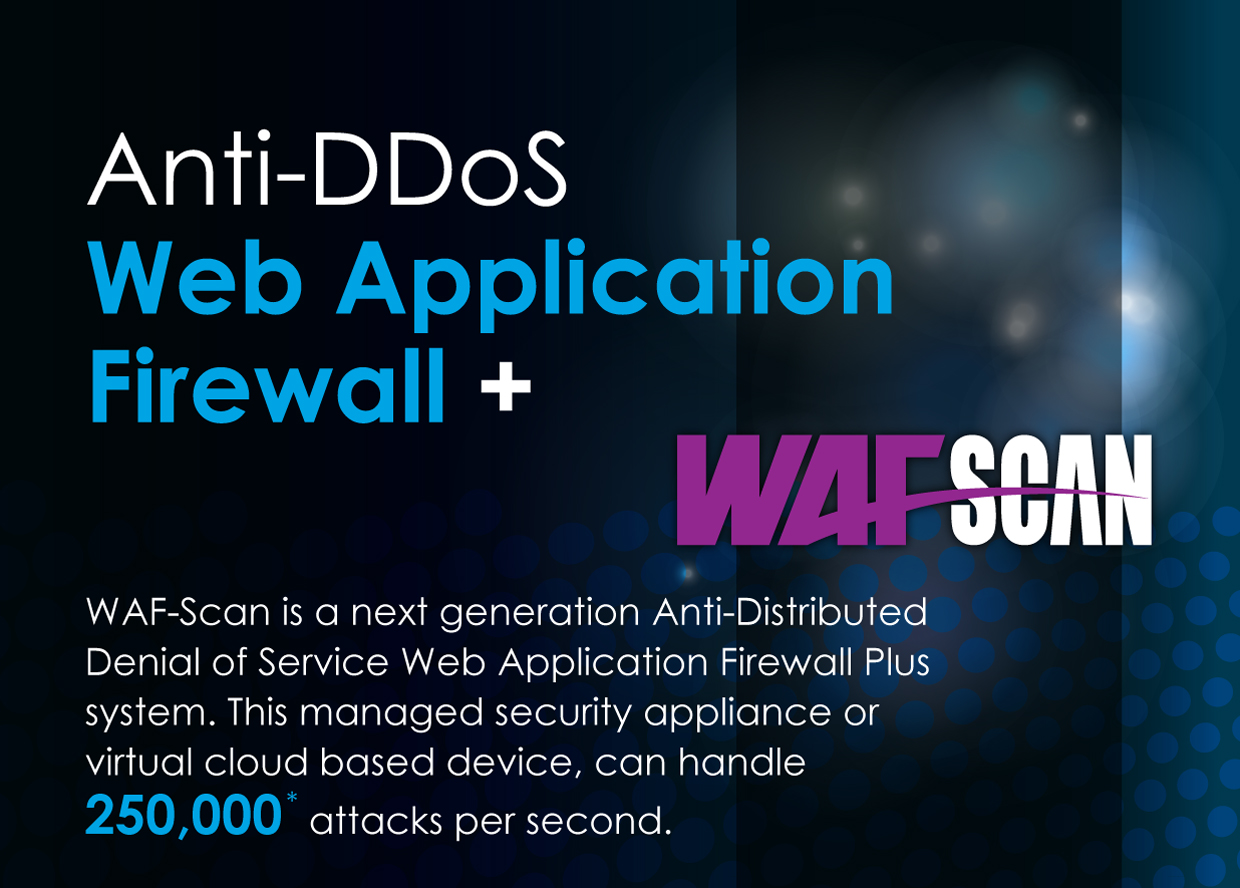 Anti-DDoS
Web Application
Firewall +
WAFSCAN
WAF-Scan is a next generation Anti-Distributed
Denial of Service Web Application Firewall Plus
system. This managed security appliance or
virtual cloud based device, can handle
250,000* attacks per second.